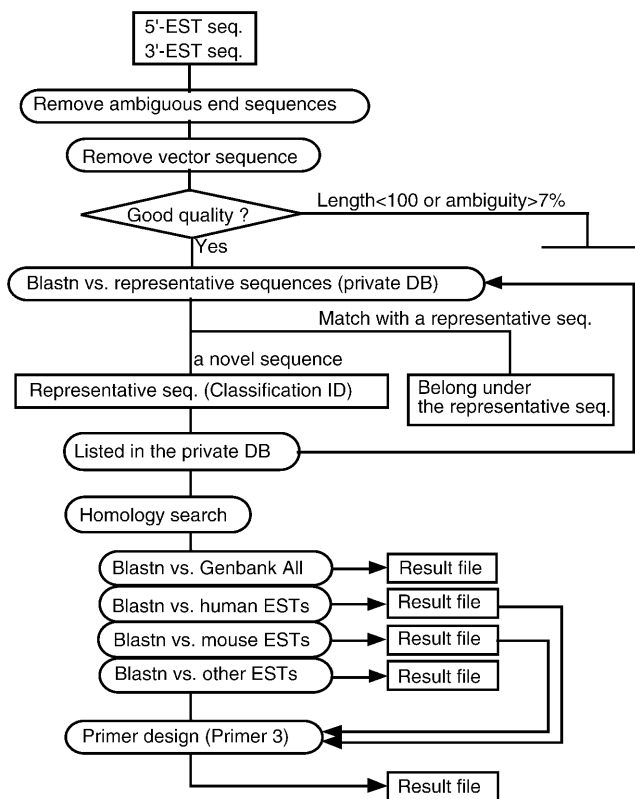 5'-EST seq.
3'-EST seq.
Remove ambiguous end sequences
Remove vector sequence
Good quality ?
Length<100 or ambiguity>7%
Yes
Blastn vs. representative sequences (private DB)
Match with a representative seq.
a novel sequence
Representative seq. (Classification ID)
Belong under
the representative seq.
Listed in the private DB
Homology search
Blastn vs. Genbank All
Result file
Blastn vs. human ESTs
Result file
Blastn vs. mouse ESTs
Result file
Blastn vs. other ESTs
Result file
Primer design (Primer 3)
Result file